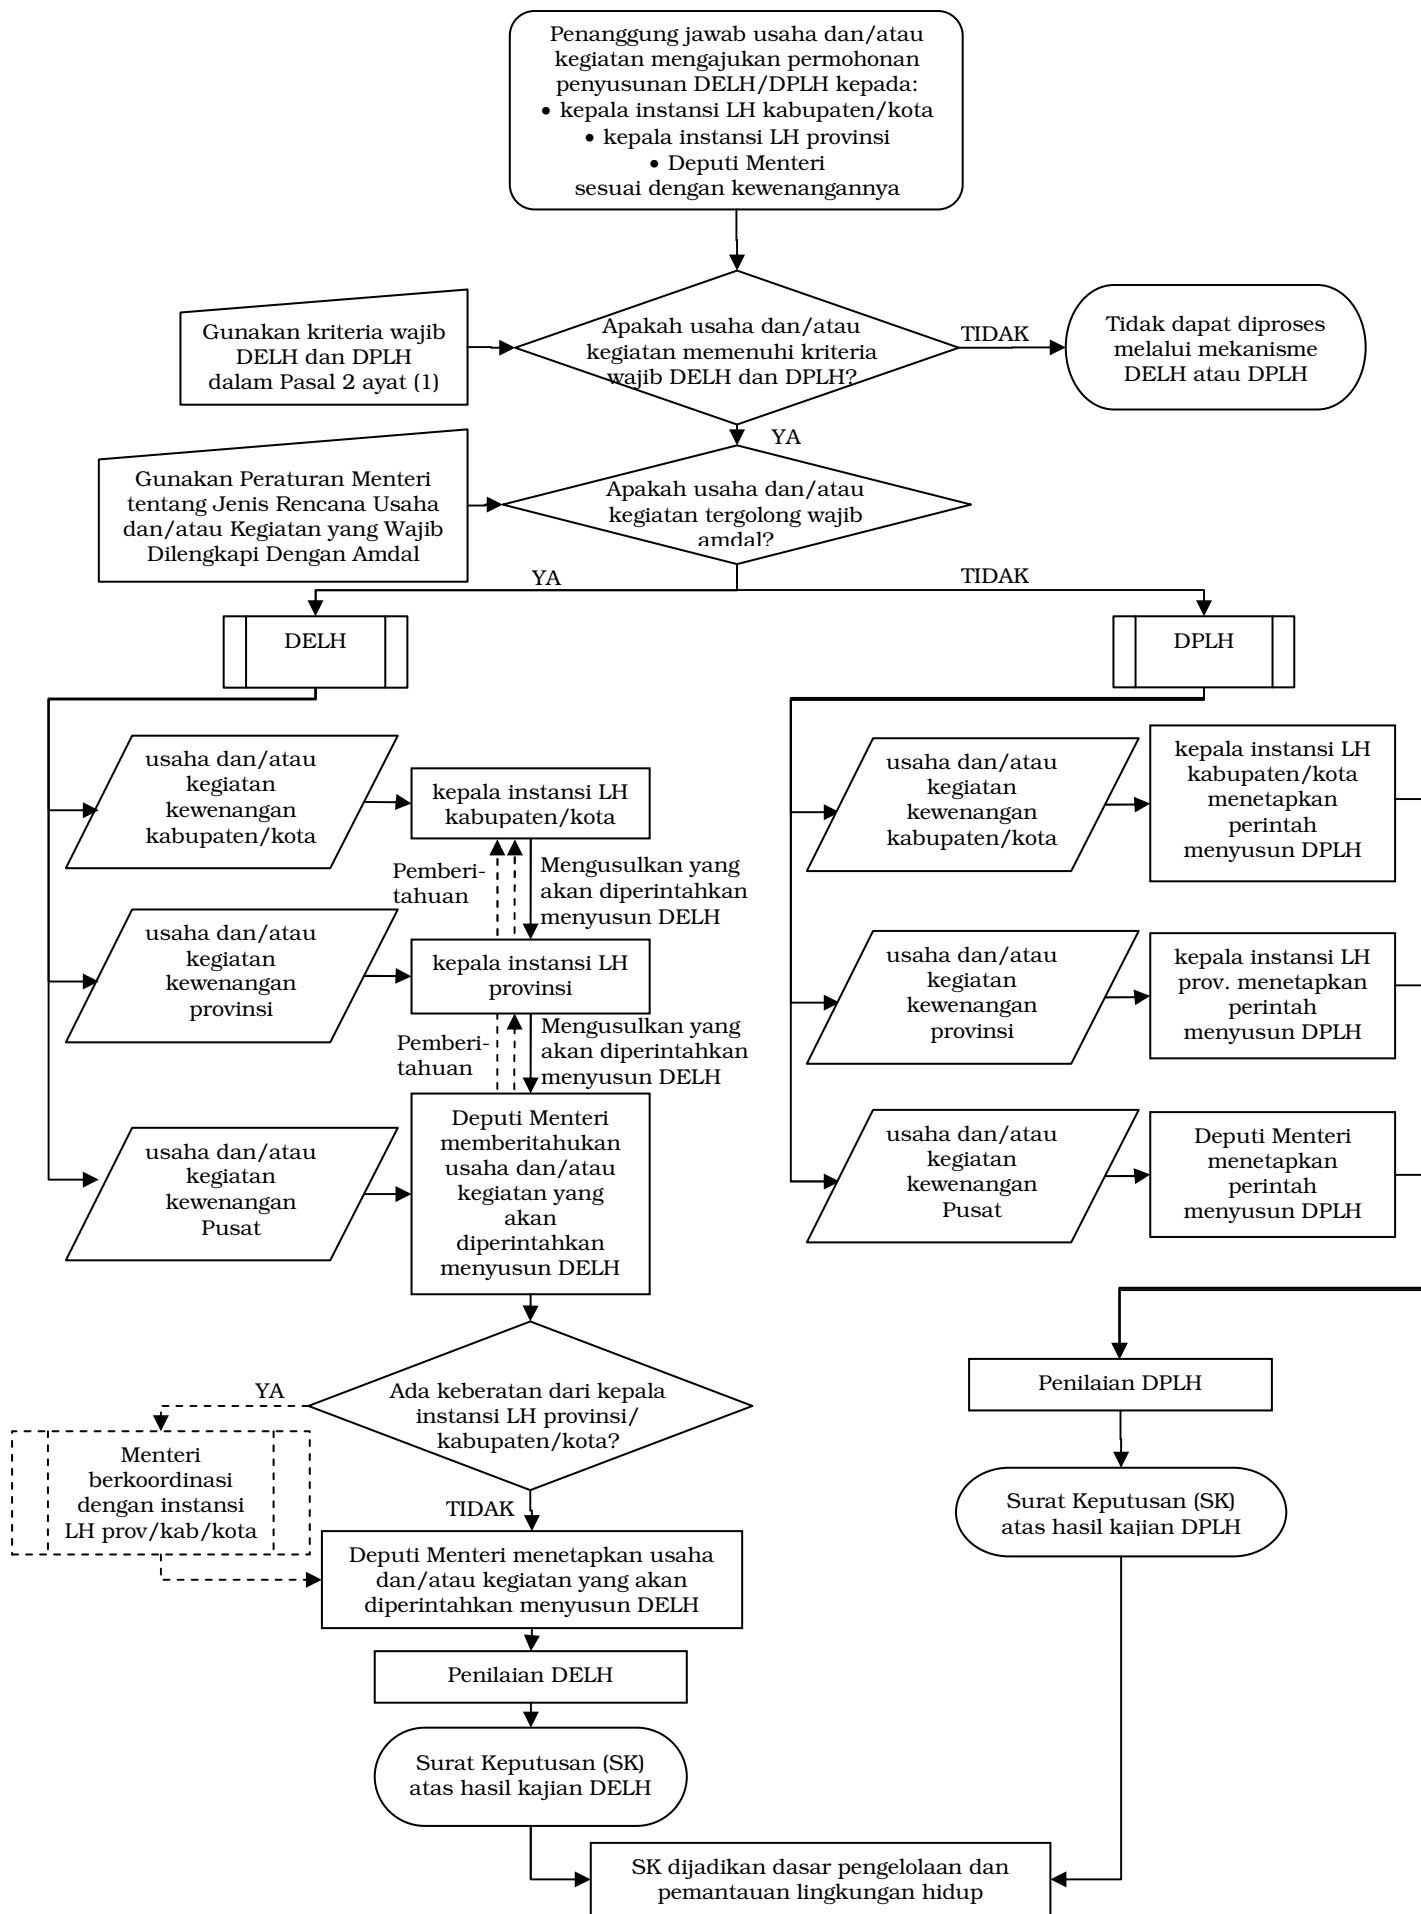 Penanggung jawab usaha dan/atau
kegiatan mengajukan permohonan
penyusunan DELH/DPLH kepada:
• kepala instansi LH kabupaten/kota
• kepala instansi LH provinsi
• Deputi Menteri
sesuai dengan kewenangannya
Gunakan kriteria wajib
DELH dan DPLH
dalam Pasal 2 ayat (1)
Apakah usaha dan/atau
kegiatan memenuhi kriteria
wajib DELH dan DPLH?
TIDAK
Tidak dapat diproses
melalui mekanisme
DELH atau DPLH
YA
Gunakan Peraturan Menteri
tentang Jenis Rencana Usaha
dan/atau Kegiatan yang Wajib
Dilengkapi Dengan Amdal
Apakah usaha dan/atau
kegiatan tergolong wajib
amdal?
YA
TIDAK
DELH
DPLH
usaha dan/atau
kegiatan
kewenangan
kabupaten/kota
kepala instansi LH
kabupaten/kota
Pemberi-
tahuan
Mengusulkan yang
akan diperintahkan
menyusun DELH
usaha dan/atau
kegiatan
kewenangan
provinsi
kepala instansi LH
provinsi
Pemberi-
tahuan
Mengusulkan yang
akan diperintahkan
menyusun DELH
usaha dan/atau
kegiatan
kewenangan
Pusat
Deputi Menteri
memberitahukan
usaha dan/atau
kegiatan yang
akan
diperintahkan
menyusun DELH
usaha dan/atau
kegiatan
kewenangan
kabupaten/kota
kepala instansi LH
kabupaten/kota
menetapkan
perintah
menyusun DPLH
usaha dan/atau
kegiatan
kewenangan
provinsi
kepala instansi LH
prov. menetapkan
perintah
menyusun DPLH
usaha dan/atau
kegiatan
kewenangan
Pusat
Deputi Menteri
menetapkan
perintah
menyusun DPLH
Ada keberatan dari kepala
instansi LH provinsi/
kabupaten/kota?
YA
Menteri
berkoordinasi
dengan instansi
LH prov/kab/kota
TIDAK
Deputi Menteri menetapkan usaha
dan/atau kegiatan yang akan
diperintahkan menyusun DELH
Penilaian DELH
Surat Keputusan (SK)
atas hasil kajian DELH
Penilaian DPLH
Surat Keputusan (SK)
atas hasil kajian DPLH
SK dijadikan dasar pengelolaan dan
pemantauan lingkungan hidup